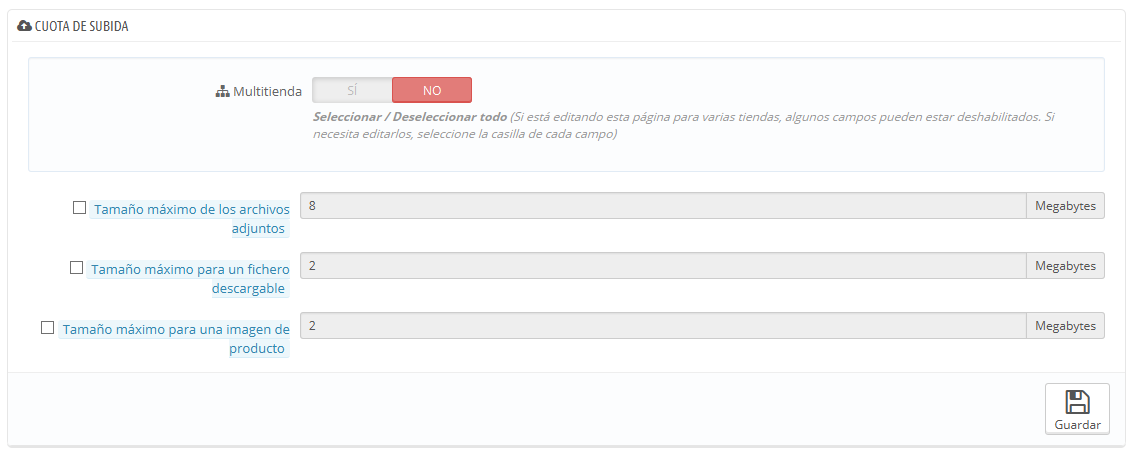 CUOTA DE SUBIDA
Multitienda
SÍ
NO
Seleccionar / Deseleccionar todo (Si está editando esta página para varias tiendas, algunos campos pueden estar deshabilitados. Si
necesita editarlos, seleccione la casilla de cada campo)
Tamaño máximo de los archivos
adjuntos
8
Megabytes
Tamaño máximo para un fichero
descargable
2
Megabytes
Tamaño máximo para una imagen de
producto
2
Megabytes
Guardar